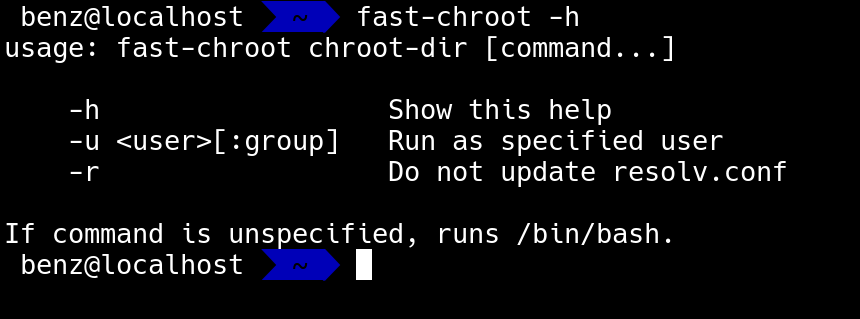 benz@localhost ~ fast-chroot -h
usage: fast-chroot chroot-dir [command...]
-h Show this help
-u <user>[:group] Run as specified user
-r Do not update resolv.conf
If command is unspecified, runs /bin/bash.
benz@localhost ~